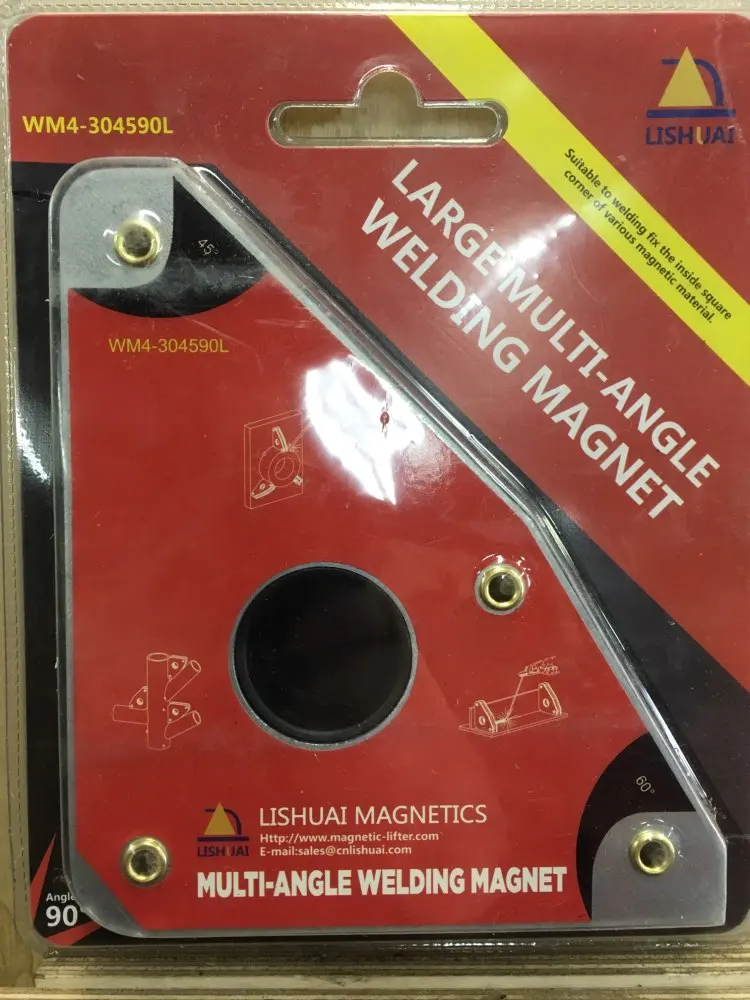 WM4-304590L
LISHUAI
Suitable to welding fix the inside square
corner of various magnetic material.
LARGE MULTI-ANGLE
WELDING MAGNET
45°
WM4-304590L
60°
LISHUAI
LISHUAI MAGNETICS
Http://www.magnetic-lifter.com
E-mail:sales@cnlishuai.com
MULTI-ANGLE WELDING MAGNET
Angle
90°